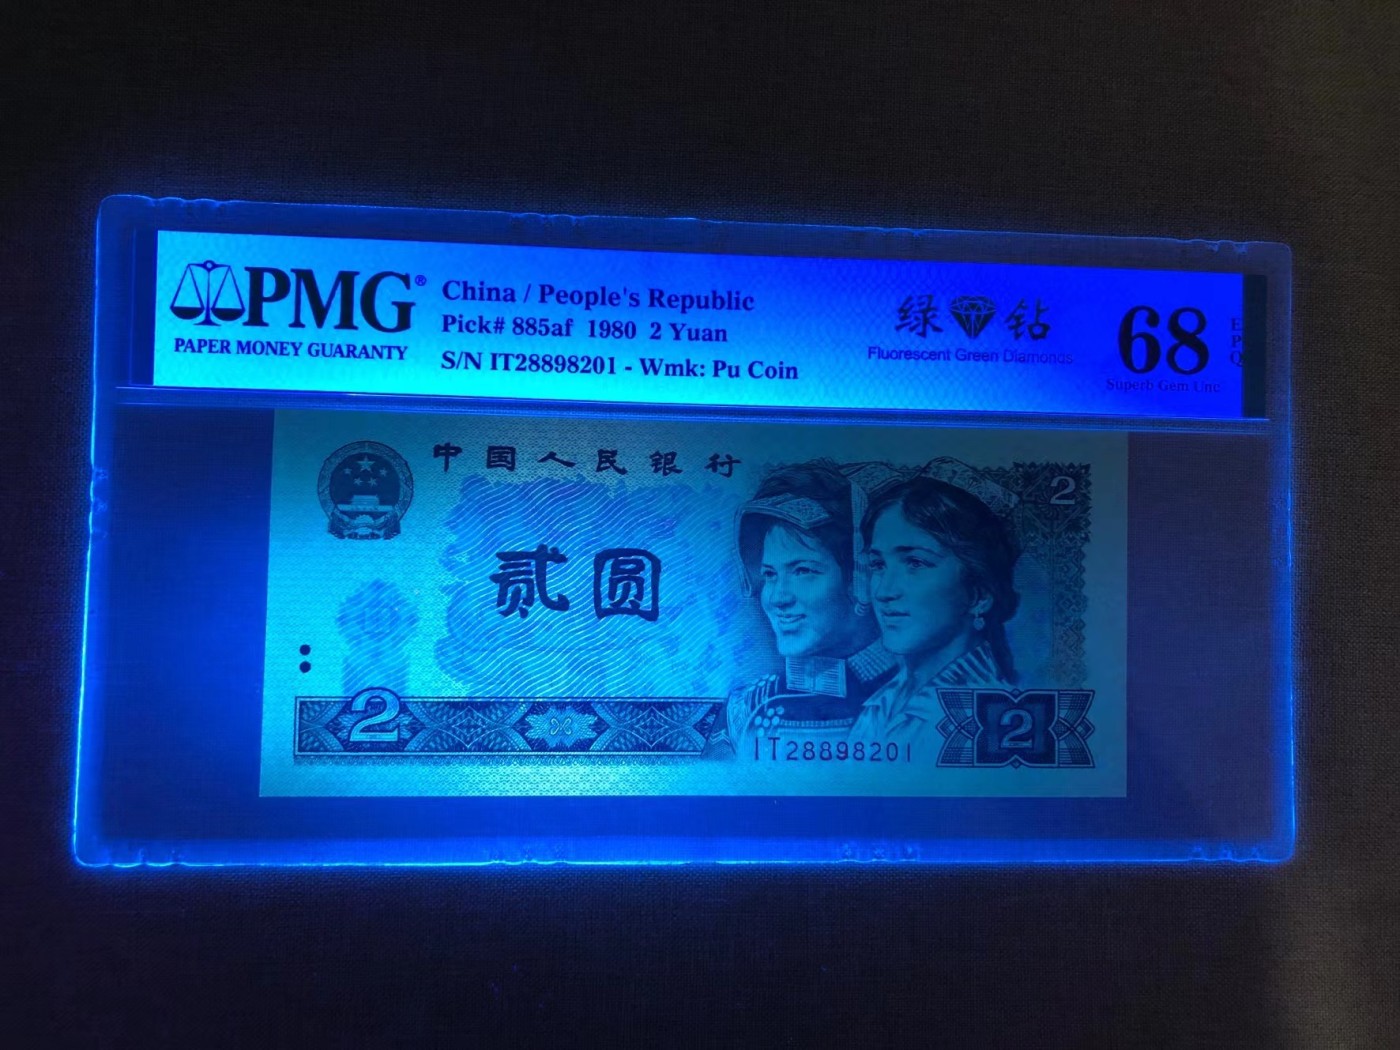 PMG®
PAPER MONEY GUARANTY
China / People's Republic
Pick# 885af 1980 2 Yuan
S/N IT28898201 - Wmk: Pu Coin
绿 钻
Fluorescent Green Diamonds
68
Superb Gem Unc
E
P
Q
中国人民银行
2
贰圆
2
2
IT28898201